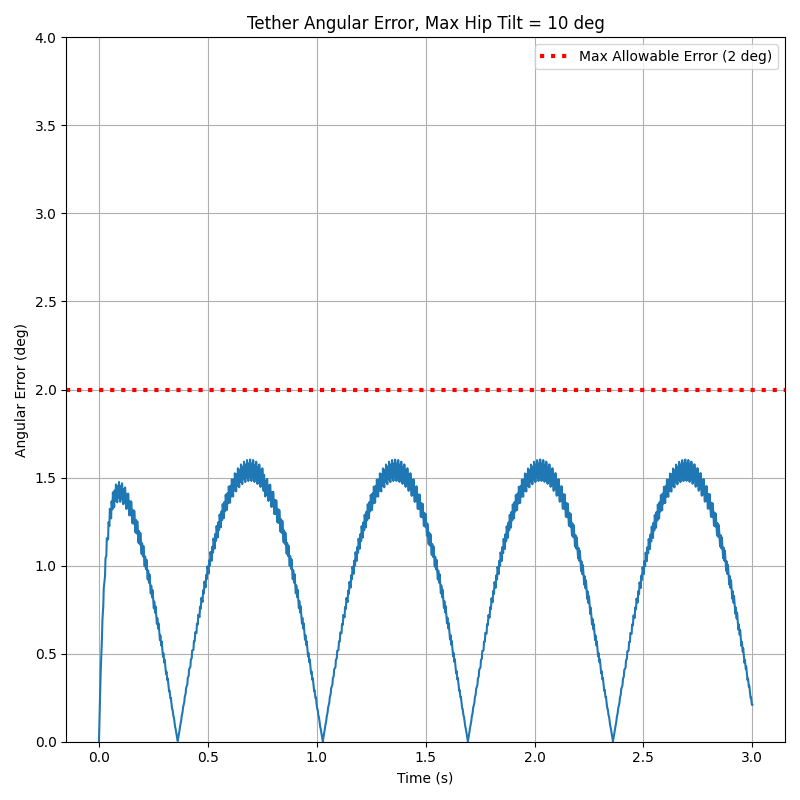 Tether Angular Error, Max Hip Tilt = 10 deg
Max Allowable Error (2 deg)
4.0
3.5
3.0
2.5
2.0
1.5
1.0
0.5
0.0
Angular Error (deg)
0.0 0.5 1.0 1.5 2.0 2.5 3.0
Time (s)